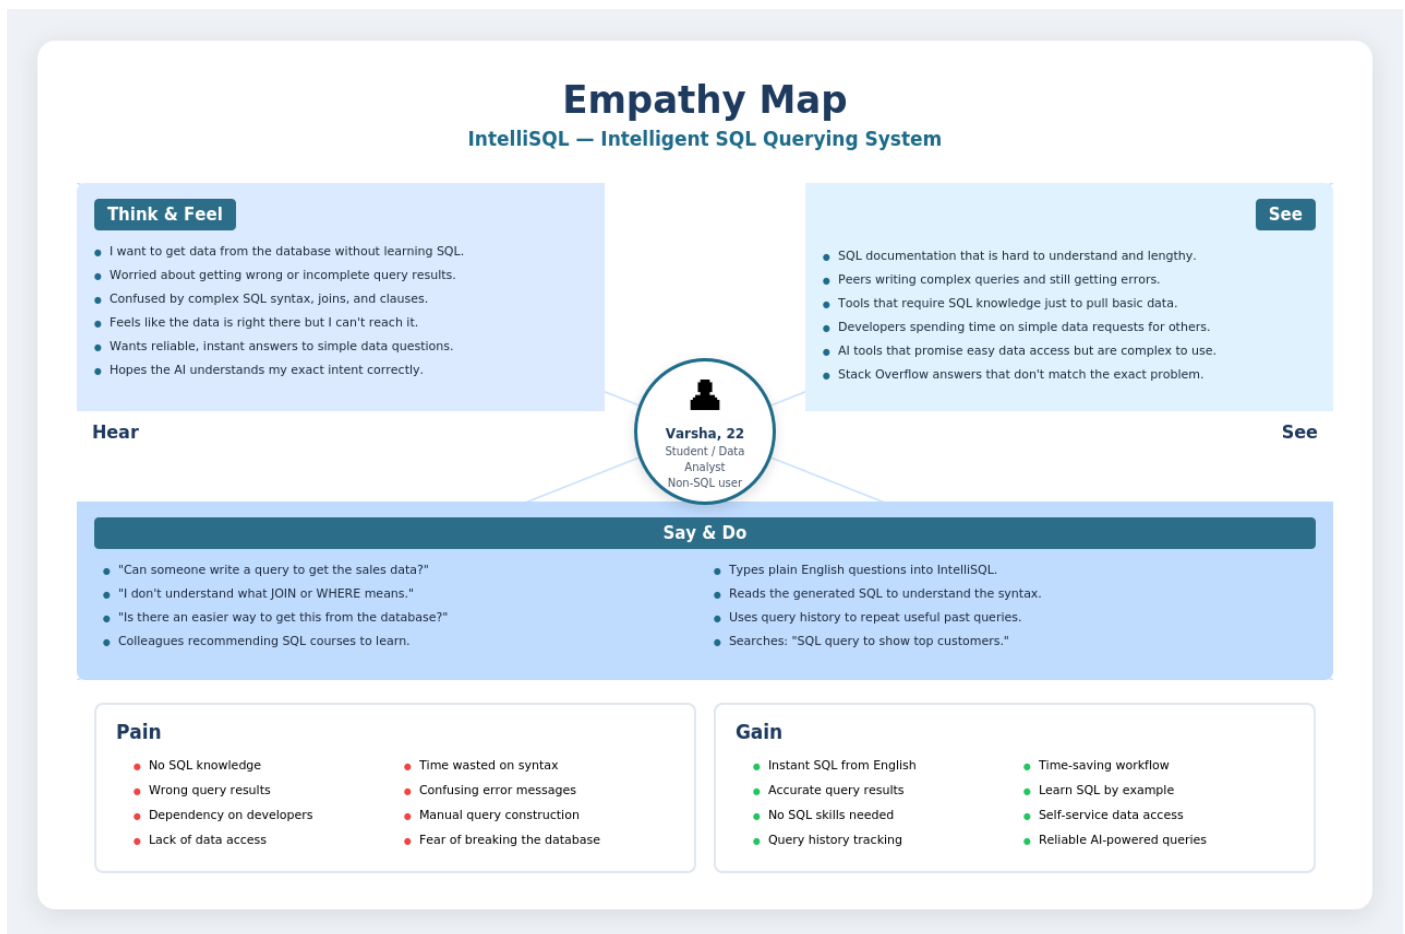 Empathy Map
IntelliSQL — Intelligent SQL Querying System
Think & Feel
I want to get data from the database without learning SQL.
Worried about getting wrong or incomplete query results.
Confused by complex SQL syntax, joins, and clauses.
Feels like the data is right there but I can't reach it.
Wants reliable, instant answers to simple data questions.
Hopes the AI understands my exact intent correctly.
See
SQL documentation that is hard to understand and lengthy.
Peers writing complex queries and still getting errors.
Tools that require SQL knowledge just to pull basic data.
Developers spending time on simple data requests for others.
AI tools that promise easy data access but are complex to use.
Stack Overflow answers that don't match the exact problem.
Hear
Varsha, 22
Student / Data
Analyst
Non-SQL user
See
Say & Do
"Can someone write a query to get the sales data?"
"I don't understand what JOIN or WHERE means."
"Is there an easier way to get this from the database?"
Colleagues recommending SQL courses to learn.
Types plain English questions into IntelliSQL.
Reads the generated SQL to understand the syntax.
Uses query history to repeat useful past queries.
Searches: "SQL query to show top customers."
Pain
No SQL knowledge
Wrong query results
Dependency on developers
Lack of data access
Time wasted on syntax
Confusing error messages
Manual query construction
Fear of breaking the database
Gain
Instant SQL from English
Accurate query results
No SQL skills needed
Query history tracking
Time-saving workflow
Learn SQL by example
Self-service data access
Reliable AI-powered queries